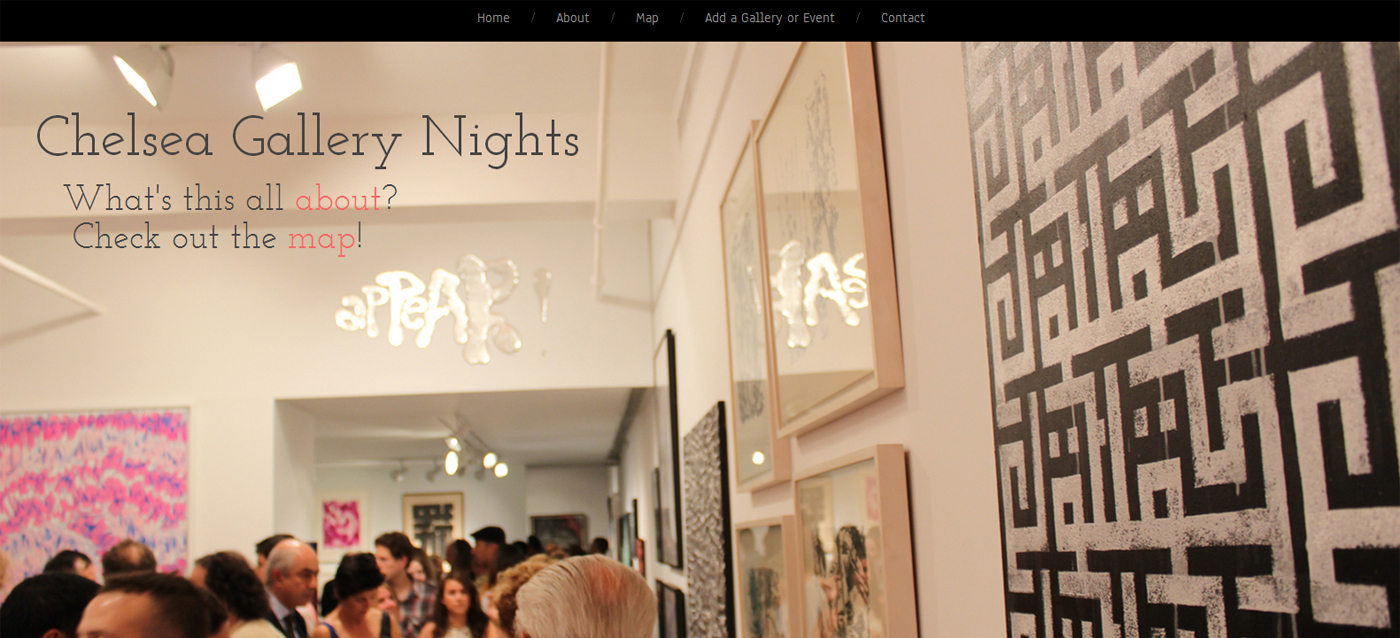 Home / About / Map / Add a Gallery or Event / Contact
Chelsea Gallery Nights
What's this all about?
Check out the map!
APPEAR